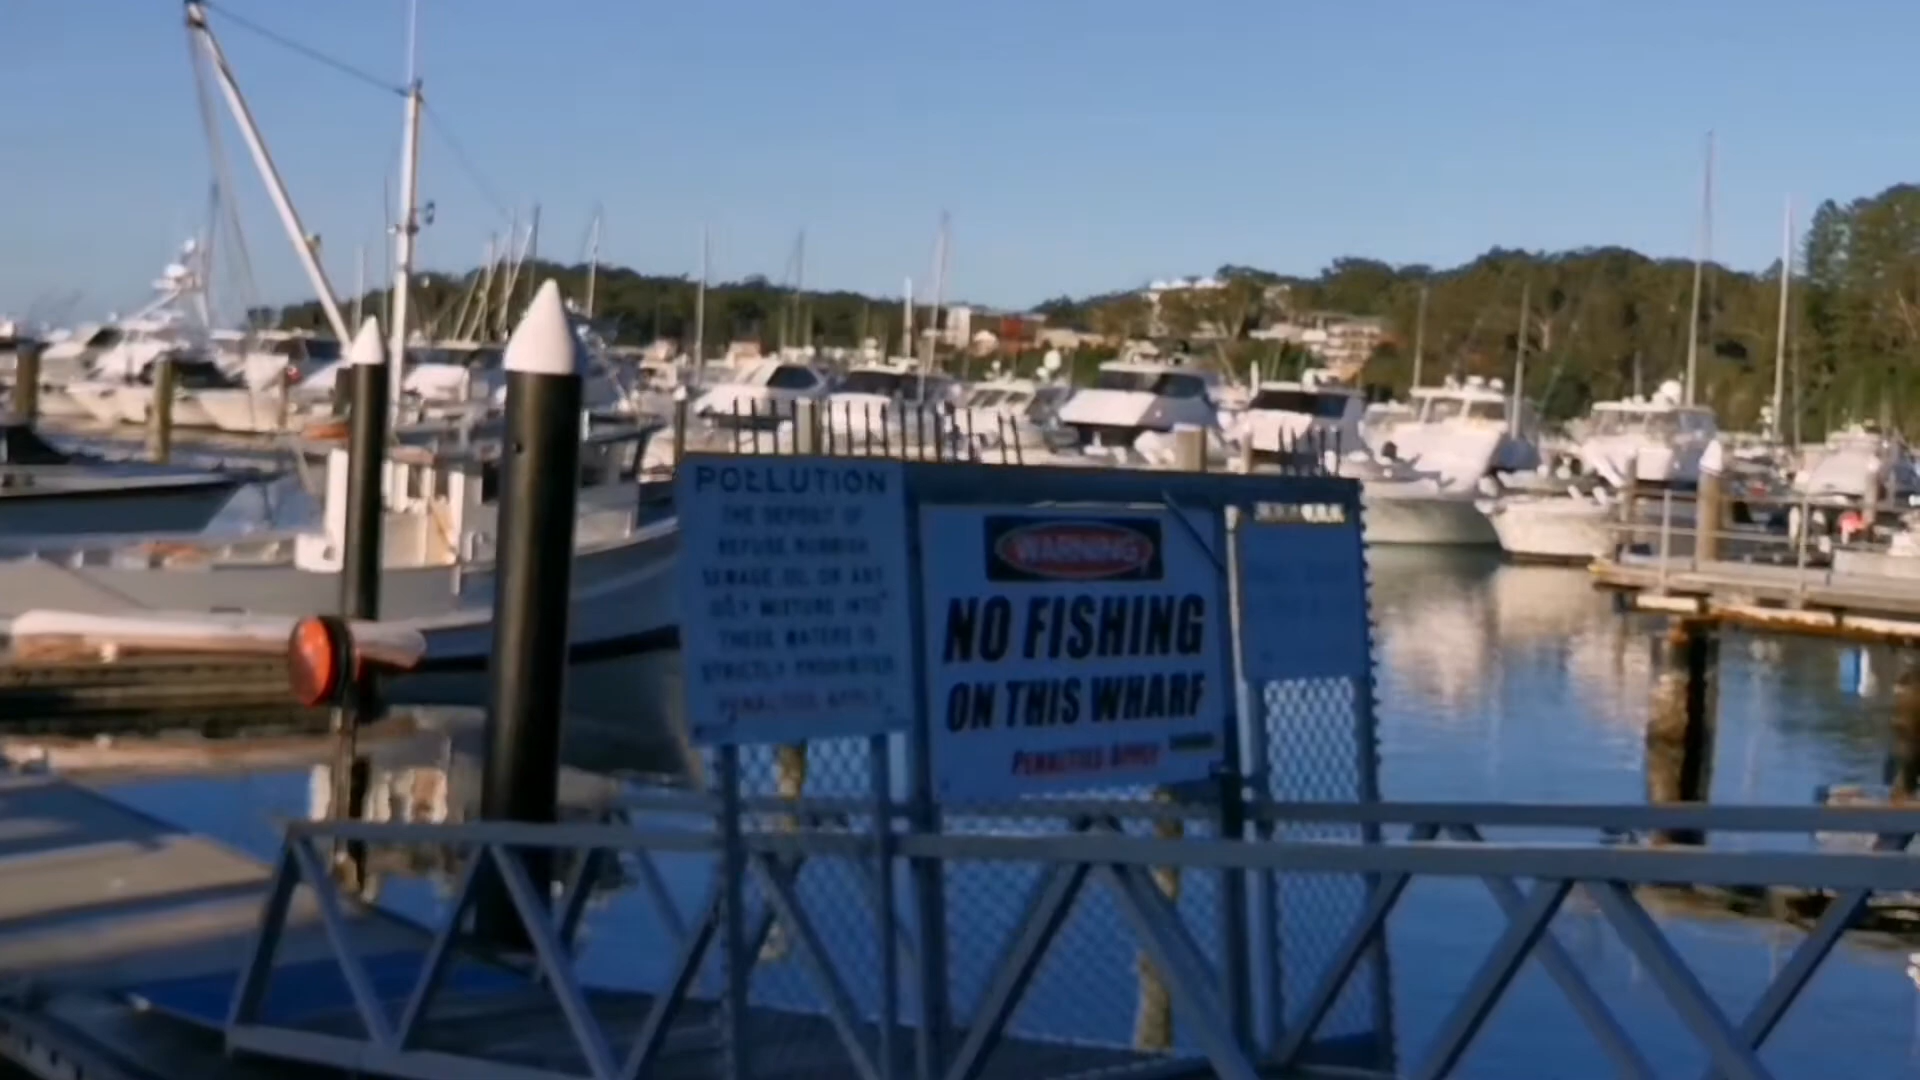 POLLUTION
THE DEPOSIT OF
REFUSE, RUBBISH
SEWAGE, OIL OR ANY
OILY MIXTURE INTO
THESE WATERS IS
STRICTLY PROHIBITED
PENALTIES APPLY
WARNING
NO FISHING
ON THIS WHARF
PENALTIES APPLY